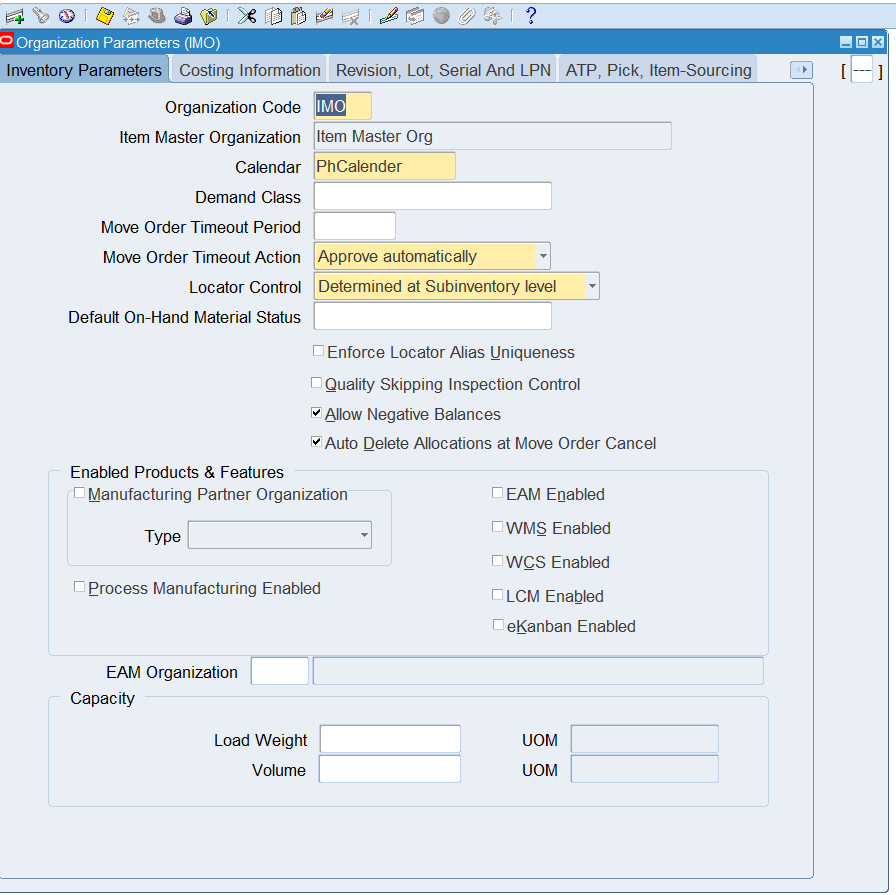 ?
Organization Parameters (IMO)
Inventory Parameters Costing Information Revision, Lot, Serial And LPN ATP, Pick, Item-Sourcing [ --- ]
Organization Code IMO
Item Master Organization Item Master Org
Calendar PhCalender
Demand Class
Move Order Timeout Period
Move Order Timeout Action Approve automatically
Locator Control Determined at Subinventory level
Default On-Hand Material Status
Enforce Locator Alias Uniqueness
Quality Skipping Inspection Control
Allow Negative Balances
Auto Delete Allocations at Move Order Cancel
Enabled Products & Features
Manufacturing Partner Organization EAM Enabled
Type WMS Enabled
WCS Enabled
Process Manufacturing Enabled LCM Enabled
eKanban Enabled
EAM Organization
Capacity
Load Weight UOM
Volume UOM